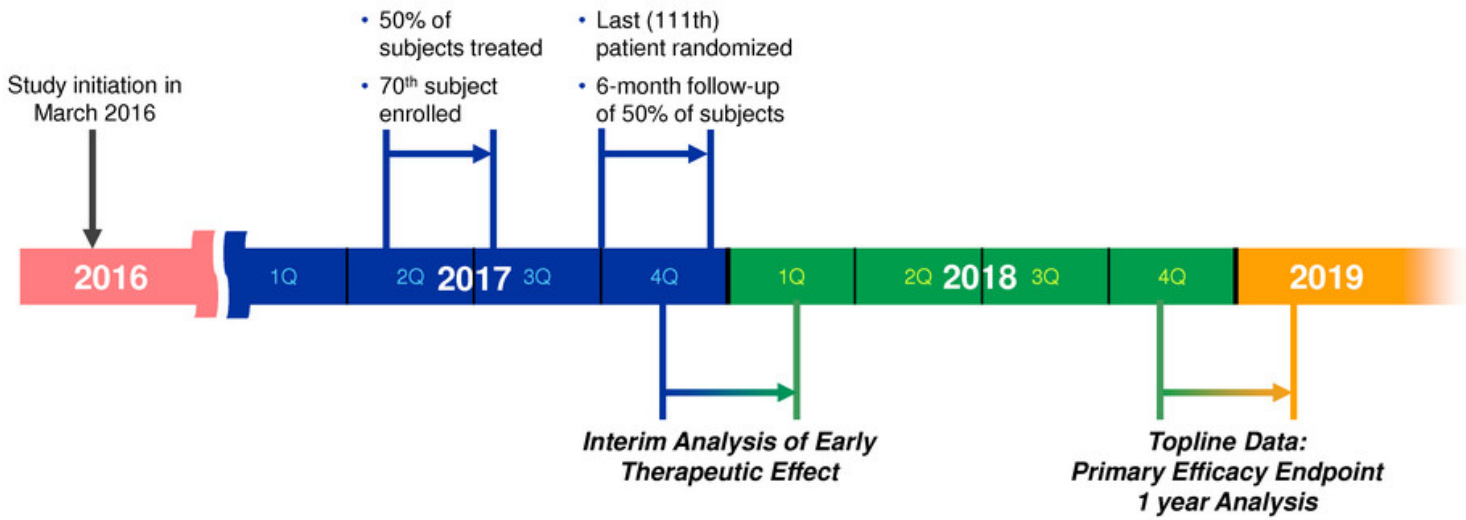 Study initiation in
March 2016
• 50% of
subjects treated
• 70th subject
enrolled
• Last (111th)
patient randomized
• 6-month follow-up
of 50% of subjects
2016
1Q
2Q
2017
3Q
4Q
1Q
2Q
2018
3Q
4Q
2019
Interim Analysis of Early
Therapeutic Effect
Topline Data:
Primary Efficacy Endpoint
1 year Analysis